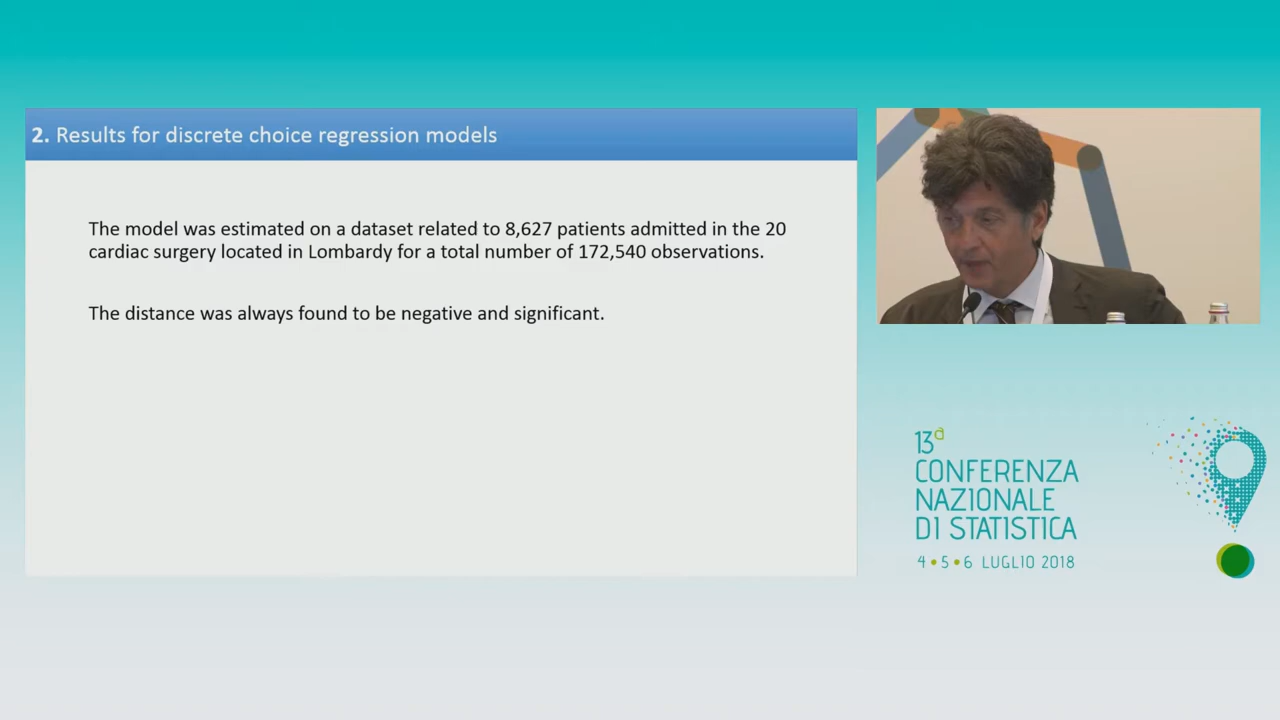 2. Results for discrete choice regression models
The model was estimated on a dataset related to 8,627 patients admitted in the 20
cardiac surgery located in Lombardy for a total number of 172,540 observations.
The distance was always found to be negative and significant.
13a
CONFERENZA
NAZIONALE
DI STATISTICA
4 • 5 • 6 LUGLIO 2018